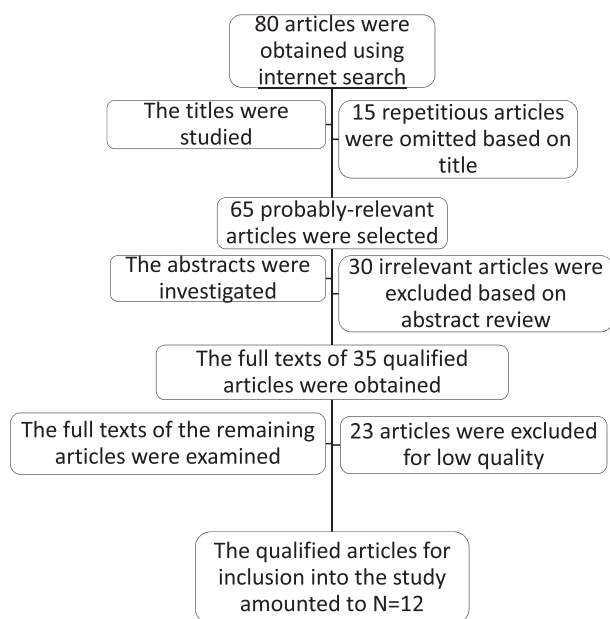 80 articles were
obtained using
internet search
The titles were
studied
15 repetitious articles
were omitted based on
title
65 probably-relevant
articles were selected
The abstracts were
investigated
30 irrelevant articles were
excluded based on
abstract review
The full texts of 35 qualified
articles were obtained
The full texts of the remaining
articles were examined
23 articles were excluded
for low quality
The qualified articles for
inclusion into the study
amounted to N=12